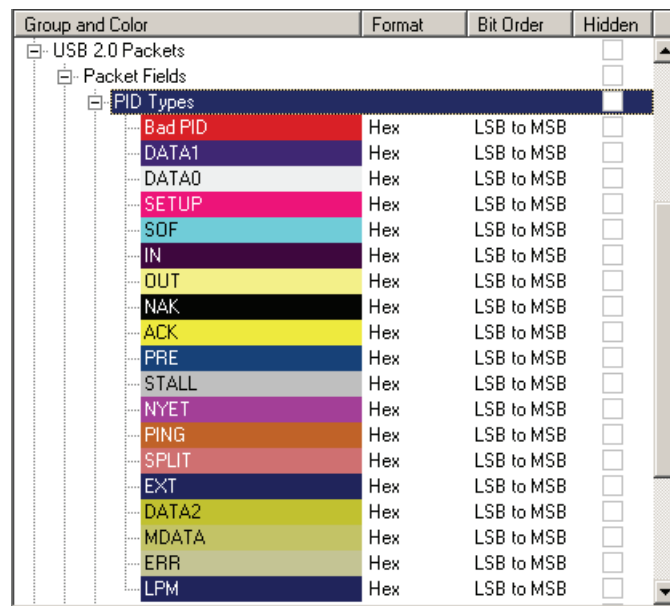 Group and Color Format Bit Order Hidden
USB 2.0 Packets
Packet Fields
PID Types
Bad PID Hex LSB to MSB
DATA1 Hex LSB to MSB
DATA0 Hex LSB to MSB
SETUP Hex LSB to MSB
SOF Hex LSB to MSB
IN Hex LSB to MSB
OUT Hex LSB to MSB
NAK Hex LSB to MSB
ACK Hex LSB to MSB
PRE Hex LSB to MSB
STALL Hex LSB to MSB
NYET Hex LSB to MSB
PING Hex LSB to MSB
SPLIT Hex LSB to MSB
EXT Hex LSB to MSB
DATA2 Hex LSB to MSB
MDATA Hex LSB to MSB
ERR Hex LSB to MSB
LPM Hex LSB to MSB